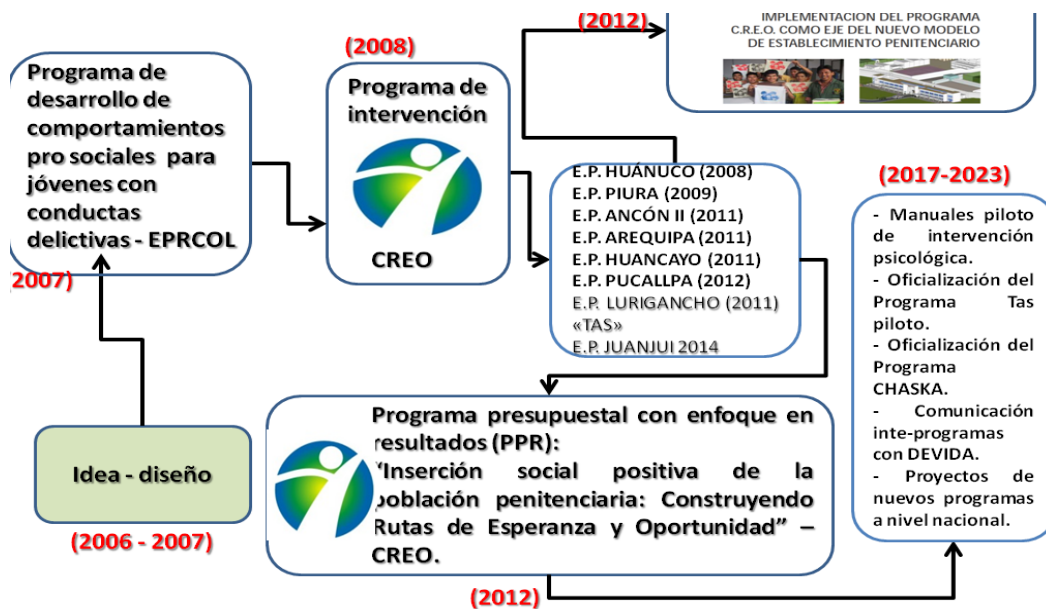 (2012)
IMPLEMENTACION DEL PROGRAMA
C.R.E.O. COMO EJE DEL NUEVO MODELO
DE ESTABLECIMIENTO PENITENCIARIO
(2008)
Programa de
desarrollo de
comportamientos
pro sociales para
jóvenes con
conductas
delictivas - EPRCOL
2007)
Programa de
intervención
CREO
E.P. HUÁNUCO (2008)
E.P. PIURA (2009)
E.P. ANCÓN II (2011)
E.P. AREQUIPA (2011)
E.P. HUANCAYO (2011)
E.P. PUCALLPA (2012)
E.P. LURIGANCHO (2011)
«TAS»
E.P. JUANJUI 2014
(2017-2023)
- Manuales piloto
de intervención
psicológica.
- Oficialización del
Programa Tas
piloto.
- Oficialización del
Programa
CHASKA.
- Comunicación
inte-programas
con DEVIDA.
- Proyectos de
nuevos programas
a nivel nacional.
Idea - diseño
(2006 - 2007)
Programa presupuestal con enfoque en
resultados (PPR):
“Inserción social positiva de la
población penitenciaria: Construyendo
Rutas de Esperanza y Oportunidad” –
CREO.
(2012)